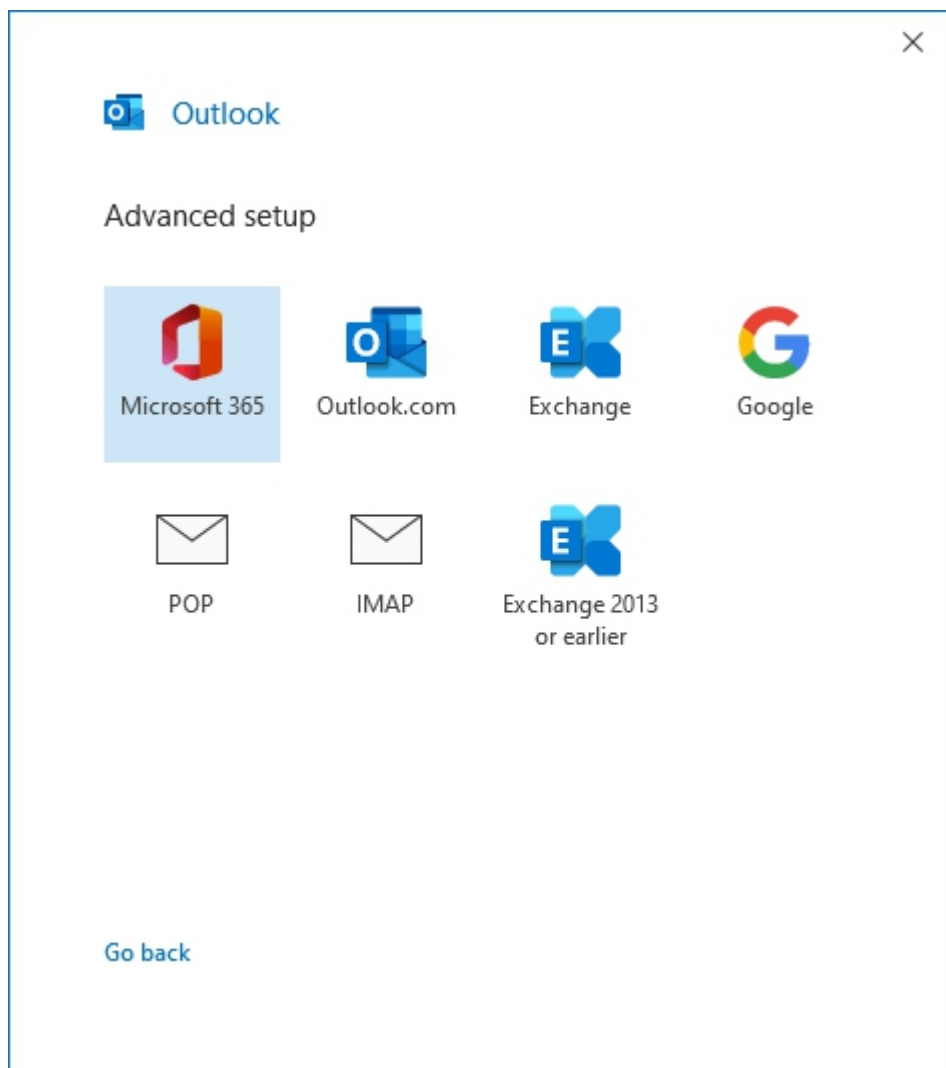 Outlook
Advanced setup
Microsoft 365 Outlook.com Exchange Google
POP IMAP Exchange 2013
or earlier
Go back